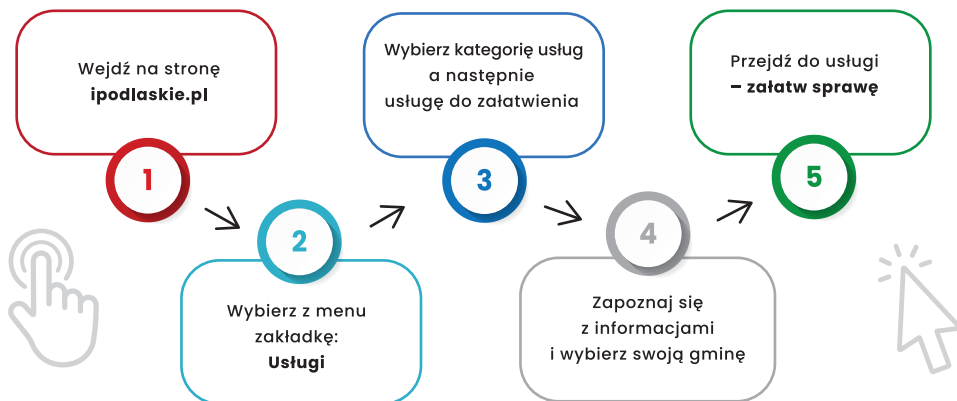 Wejdź na stronę
ipodlaskie.pl
1
2
Wybierz z menu
zakładkę:
Usługi
Wybierz kategorię usług
a następnie
usługę do załatwienia
3
4
Zapoznaj się
z informacjami
i wybierz swoją gminę
Przejdź do usługi
– załatw sprawę
5